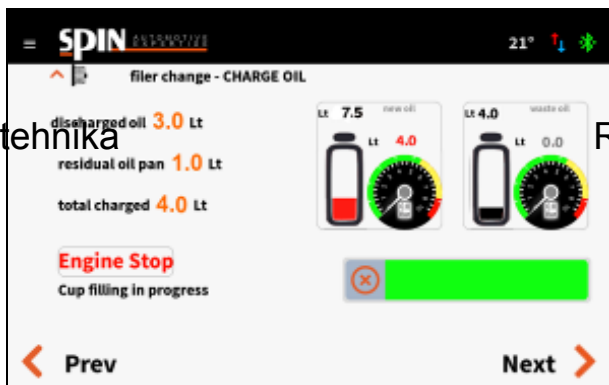 SPIN AUTOMOTIVE EXPERTISE
21°
filer change - CHARGE OIL
discharged oil 3.0 Lt
tehnika
R
residual oil pan 1.0 Lt
total charged 4.0 Lt
Lt 7.5 new oil
Lt 4.0
Lt 4.0 waste oil
Lt 0.0
Engine Stop
Cup filling in progress
Prev
Next